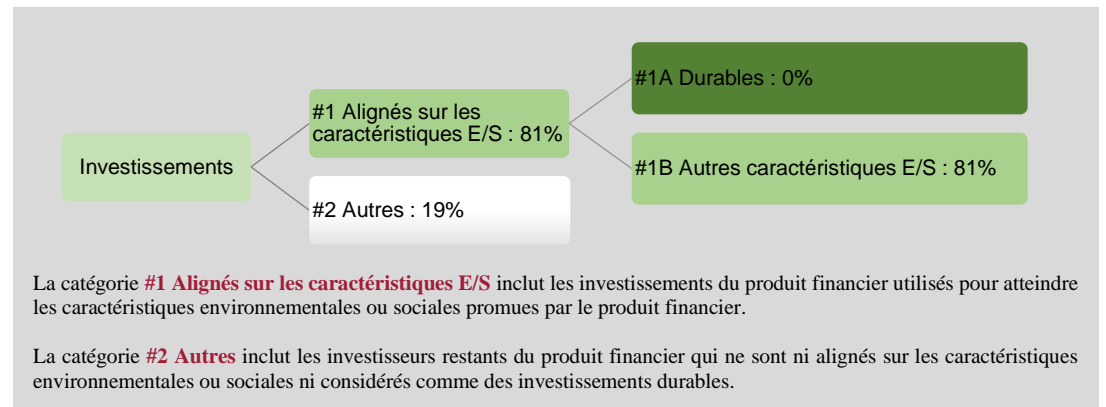 #1A Durables : 0%
#1 Alignés sur les
caractéristiques E/S : 81%
Investissements
#1B Autres caractéristiques E/S : 81%
#2 Autres : 19%
La catégorie #1 Alignés sur les caractéristiques E/S inclut les investissements du produit financier utilisés pour atteindre
les caractéristiques environnementales ou sociales promues par le produit financier.
La catégorie #2 Autres inclut les investisseurs restants du produit financier qui ne sont ni alignés sur les caractéristiques
environnementales ou sociales ni considérés comme des investissements durables.